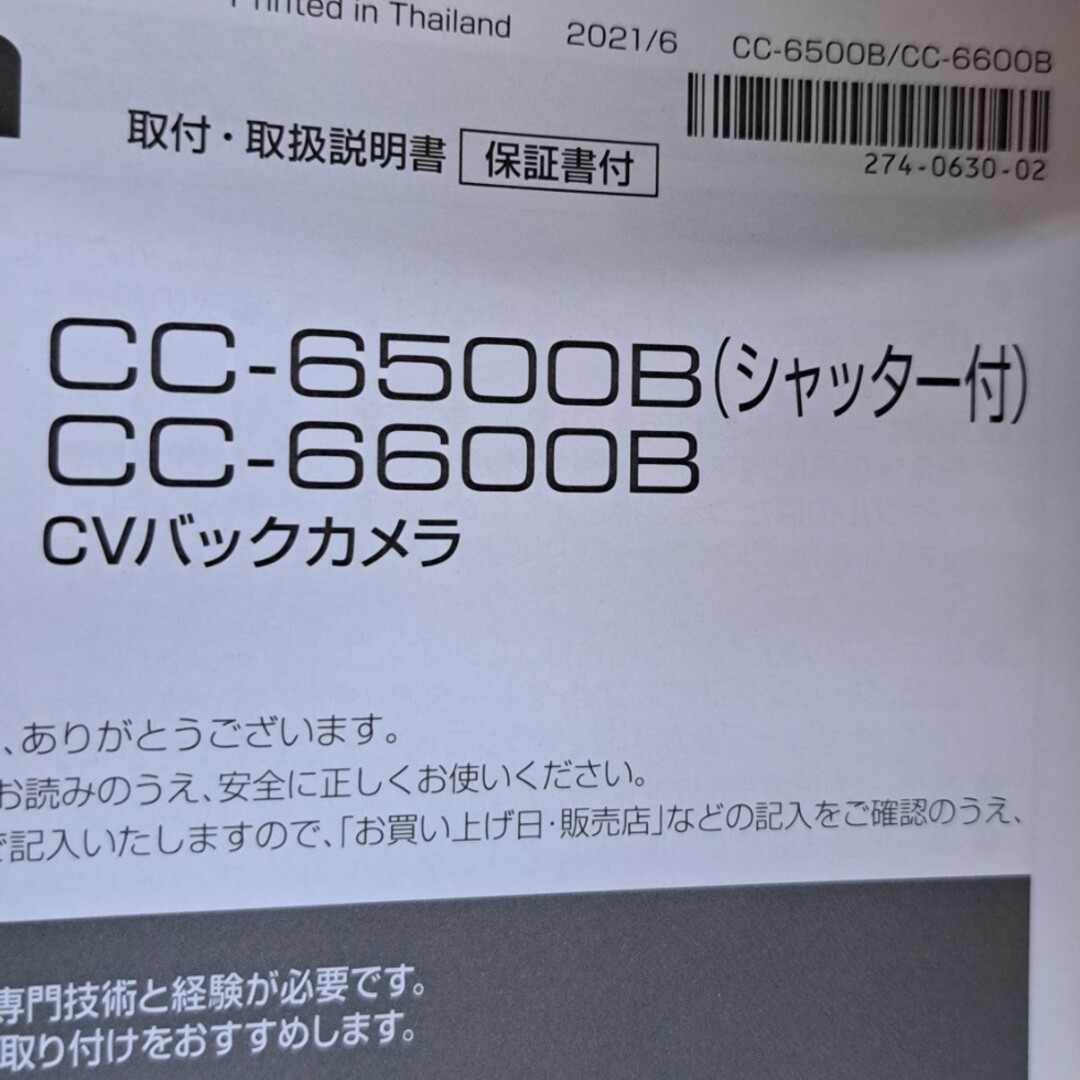 Printed in Thailand 2021/6 CC-6500B/CC-6600B
274-0630-02
取付・取扱説明書 保証書付
CC-6500B(シャッター付)
CC-6600B
CVバックカメラ
、ありがとうございます。
お読みのうえ、安全に正しくお使いください。
記入いたしますので、「お買い上げ日・販売店」などの記入をご確認のうえ、
専門技術と経験が必要です。
取り付けをおすすめします。